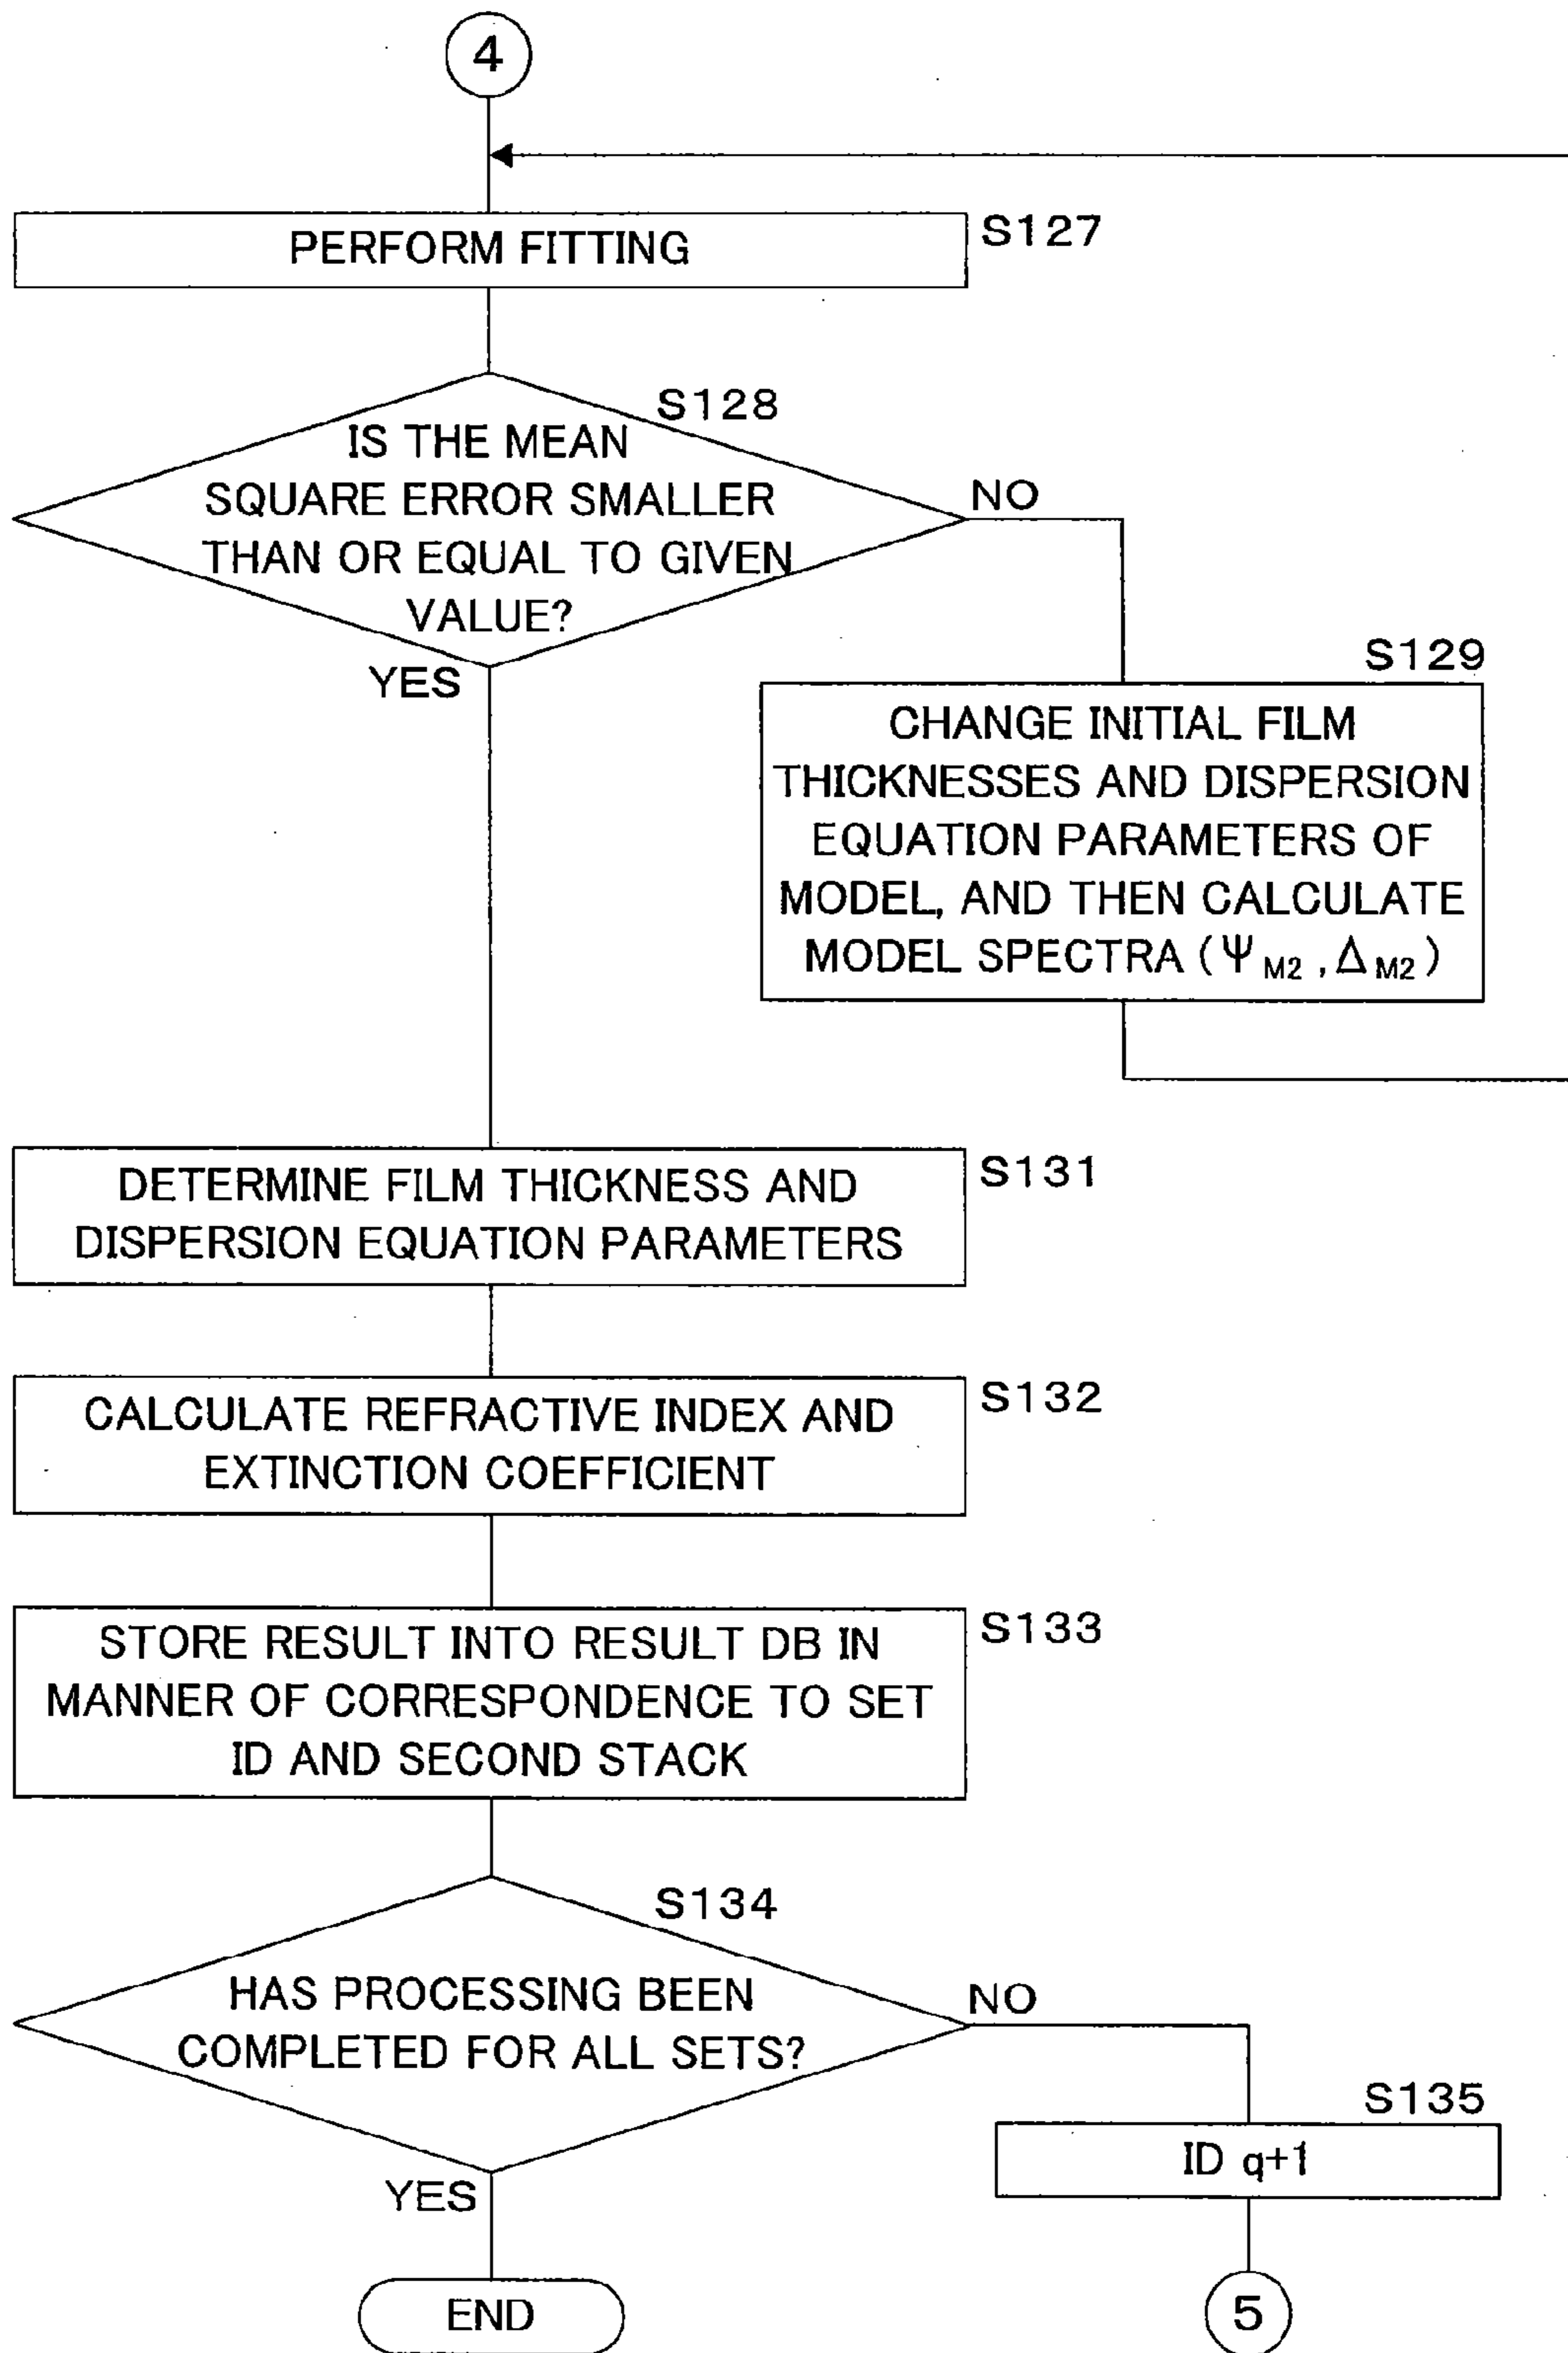 4
PERFORM FITTING
S127
S128
IS THE MEAN
SQUARE ERROR SMALLER
THAN OR EQUAL TO GIVEN
VALUE?
NO
YES
S129
CHANGE INITIAL FILM
THICKNESSES AND DISPERSION
EQUATION PARAMETERS OF
MODEL, AND THEN CALCULATE
MODEL SPECTRA (ΨM2 ,ΔM2)
DETERMINE FILM THICKNESS AND
DISPERSION EQUATION PARAMETERS
S131
CALCULATE REFRACTIVE INDEX AND
EXTINCTION COEFFICIENT
S132
STORE RESULT INTO RESULT DB IN
MANNER OF CORRESPONDENCE TO SET
ID AND SECOND STACK
S133
S134
HAS PROCESSING BEEN
COMPLETED FOR ALL SETS?
NO
YES
S135
ID q+1
END
5